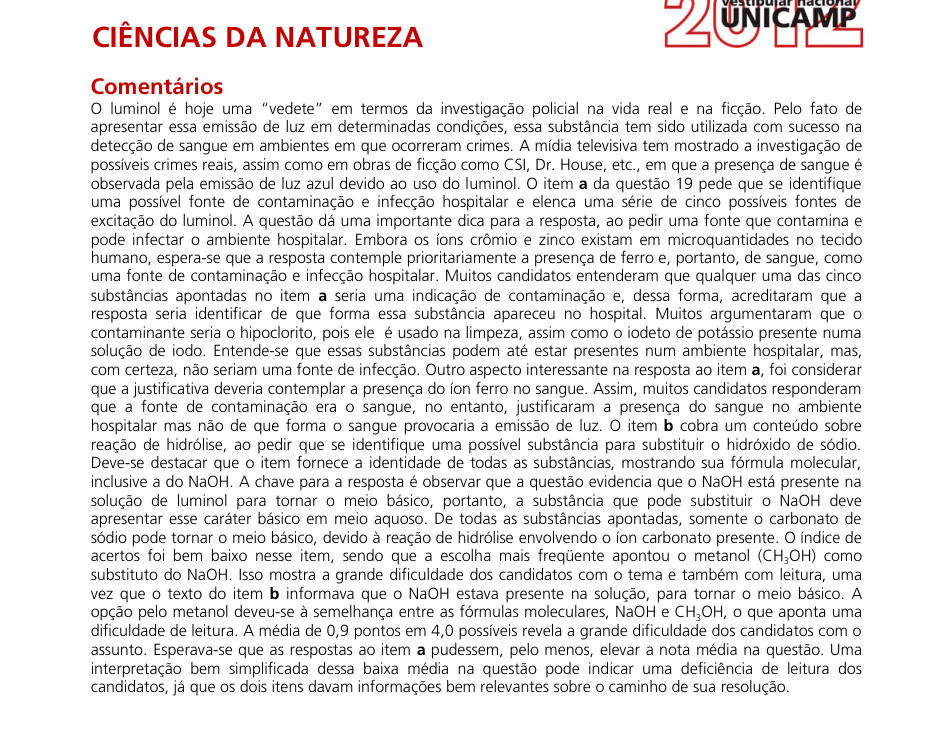 vestibular nacional
2012
UNICAMP
CIÊNCIAS DA NATUREZA
Comentários
O luminol é hoje uma “vedete” em termos da investigação policial na vida real e na ficção. Pelo fato de
apresentar essa emissão de luz em determinadas condições, essa substância tem sido utilizada com sucesso na
detecção de sangue em ambientes em que ocorreram crimes. A mídia televisiva tem mostrado a investigação de
possíveis crimes reais, assim como em obras de ficção como CSI, Dr. House, etc., em que a presença de sangue é
observada pela emissão de luz azul devido ao uso do luminol. O item a da questão 19 pede que se identifique
uma possível fonte de contaminação e infecção hospitalar e elenca uma série de cinco possíveis fontes de
excitação do luminol. A questão dá uma importante dica para a resposta, ao pedir uma fonte que contamina e
pode infectar o ambiente hospitalar. Embora os íons crômio e zinco existam em microquantidades no tecido
humano, espera-se que a resposta contemple prioritariamente a presença de ferro e, portanto, de sangue, como
uma fonte de contaminação e infecção hospitalar. Muitos candidatos entenderam que qualquer uma das cinco
substâncias apontadas no item a seria uma indicação de contaminação e, dessa forma, acreditaram que a
resposta seria identificar de que forma essa substância apareceu no hospital. Muitos argumentaram que o
contaminante seria o hipoclorito, pois ele é usado na limpeza, assim como o iodeto de potássio presente numa
solução de iodo. Entende-se que essas substâncias podem até estar presentes num ambiente hospitalar, mas,
com certeza, não seriam uma fonte de infecção. Outro aspecto interessante na resposta ao item a, foi considerar
que a justificativa deveria contemplar a presença do íon ferro no sangue. Assim, muitos candidatos responderam
que a fonte de contaminação era o sangue, no entanto, justificaram a presença do sangue no ambiente
hospitalar mas não de que forma o sangue provocaria a emissão de luz. O item b cobra um conteúdo sobre
reação de hidrólise, ao pedir que se identifique uma possível substância para substituir o hidróxido de sódio.
Deve-se destacar que o item fornece a identidade de todas as substâncias, mostrando sua fórmula molecular,
inclusive a do NaOH. A chave para a resposta é observar que a questão evidencia que o NaOH está presente na
solução de luminol para tornar o meio básico, portanto, a substância que pode substituir o NaOH deve
apresentar esse caráter básico em meio aquoso. De todas as substâncias apontadas, somente o carbonato de
sódio pode tornar o meio básico, devido à reação de hidrólise envolvendo o íon carbonato presente. O índice de
acertos foi bem baixo nesse item, sendo que a escolha mais freqüente apontou o metanol (CH₃OH) como
substituto do NaOH. Isso mostra a grande dificuldade dos candidatos com o tema e também com leitura, uma
vez que o texto do item b informava que o NaOH estava presente na solução, para tornar o meio básico. A
opção pelo metanol deveu-se à semelhança entre as fórmulas moleculares, NaOH e CH₃OH, o que aponta uma
dificuldade de leitura. A média de 0,9 pontos em 4,0 possíveis revela a grande dificuldade dos candidatos com o
assunto. Esperava-se que as respostas ao item a pudessem, pelo menos, elevar a nota média na questão. Uma
interpretação bem simplificada dessa baixa média na questão pode indicar uma deficiência de leitura dos
candidatos, já que os dois itens davam informações bem relevantes sobre o caminho de sua resolução.